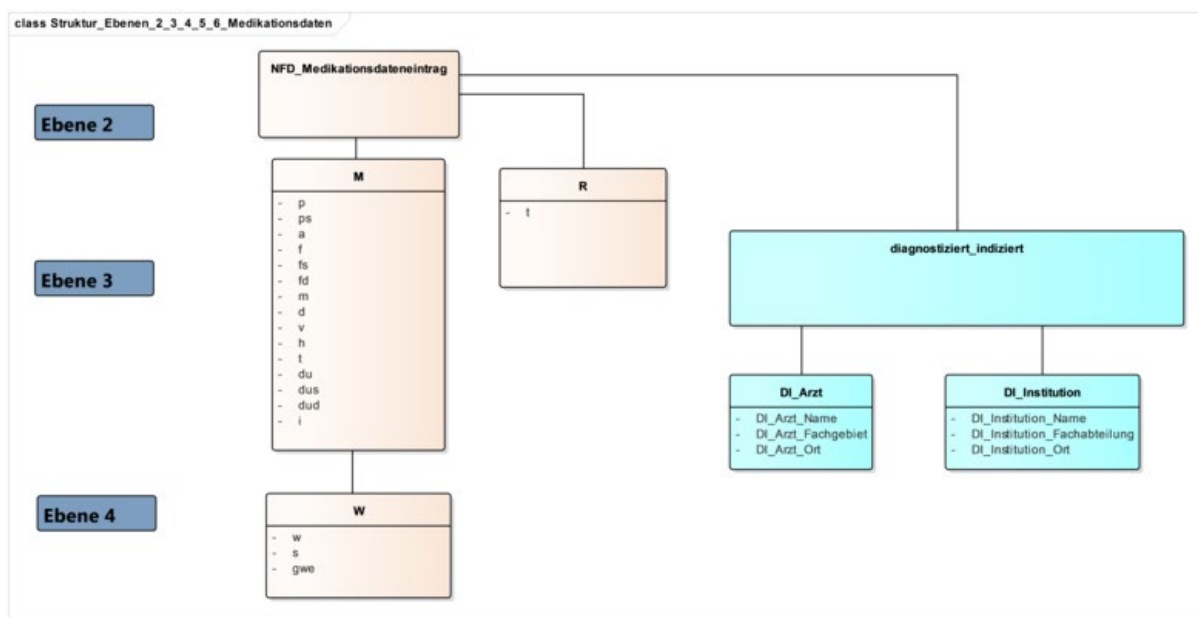 class Struktur_Ebenen_2_3_4_5_6_Medikationsdaten
NFD_Medikationsdateneintrag
Ebene 2
M
- p
- ps
- a
- f
- fs
- fd
- m
- d
- v
- h
- t
- du
- dus
- dud
- i
R
- t
diagnostiziert_indiziert
Ebene 3
DI_Arzt
- DI_Arzt_Name
- DI_Arzt_Fachgebiet
- DI_Arzt_Ort
DI_Institution
- DI_Institution_Name
- DI_Institution_Fachabteilung
- DI_Institution_Ort
Ebene 4
W
- w
- s
- gwe